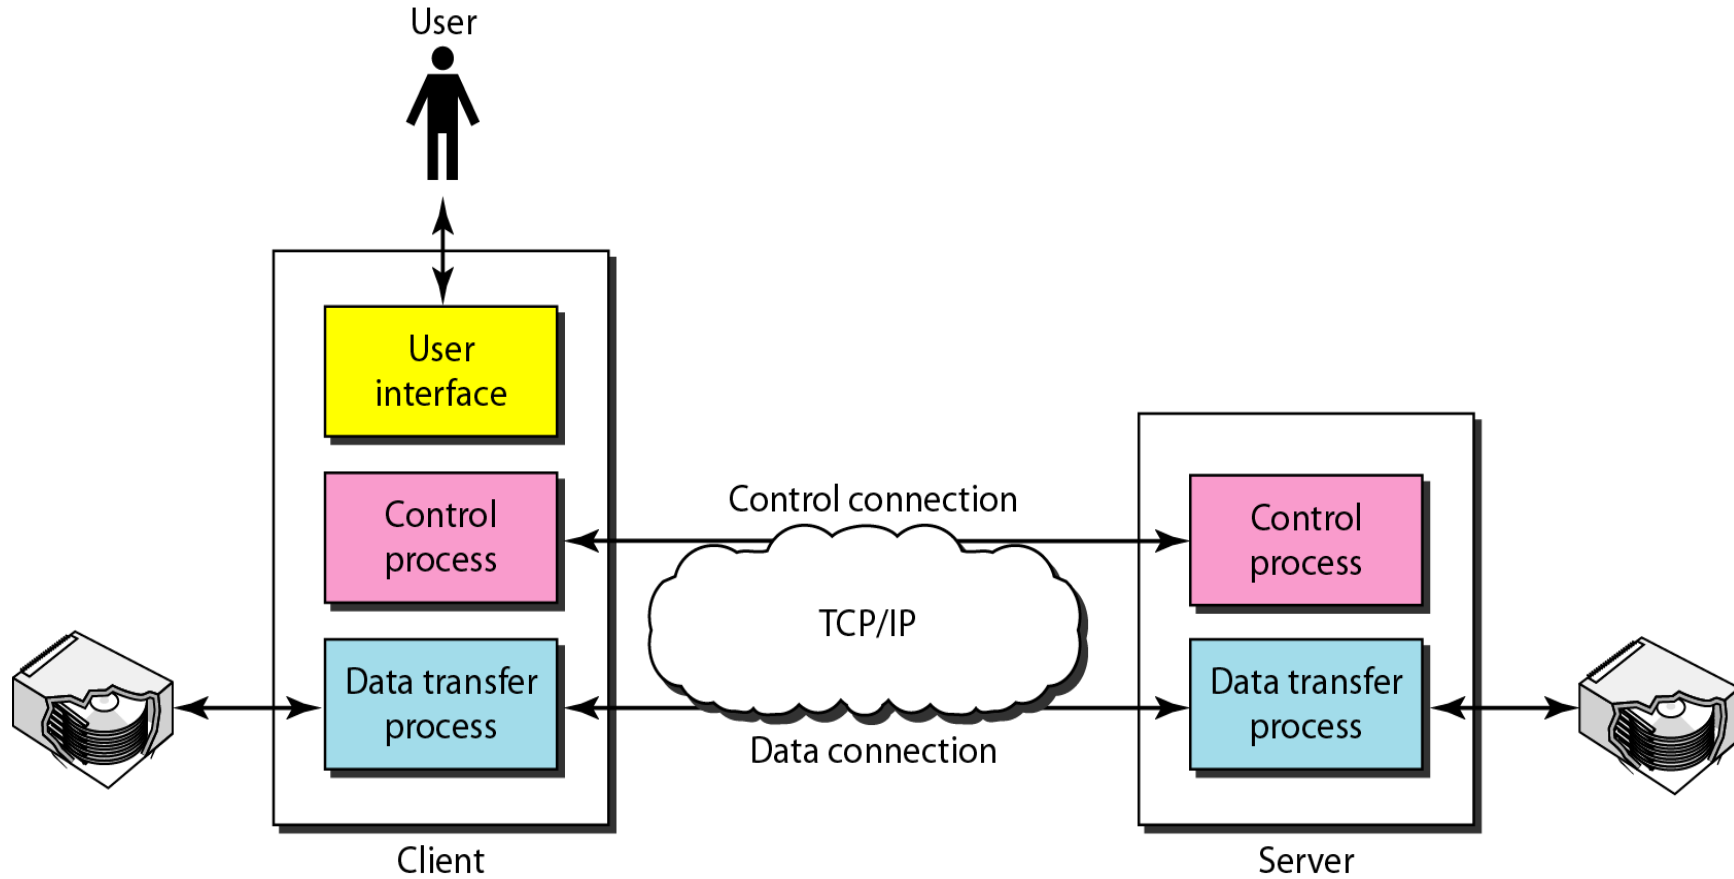 User
User
interface
Control
process
Data transfer
process
Client
Control connection
TCP/IP
Data connection
Control
process
Data transfer
process
Server